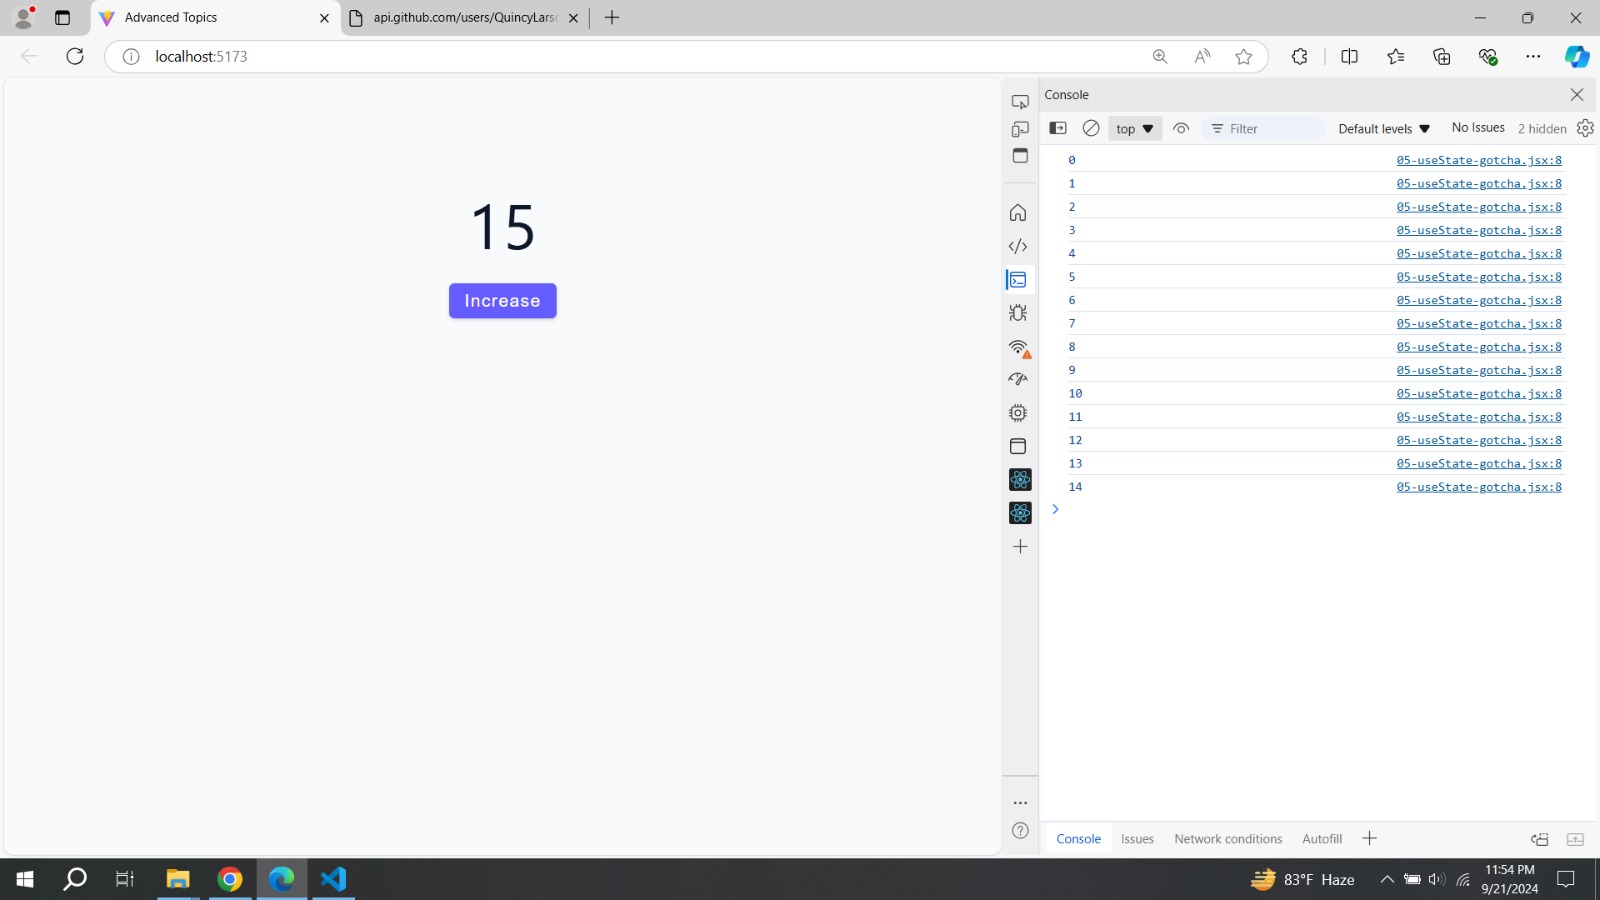 Advanced Topics
api.github.com/users/QuincyLars
localhost:5173
15
Increase
Console
top
Filter
Default levels
No Issues
2 hidden
0 05-useState-gotcha.jsx:8
1 05-useState-gotcha.jsx:8
2 05-useState-gotcha.jsx:8
3 05-useState-gotcha.jsx:8
4 05-useState-gotcha.jsx:8
5 05-useState-gotcha.jsx:8
6 05-useState-gotcha.jsx:8
7 05-useState-gotcha.jsx:8
8 05-useState-gotcha.jsx:8
9 05-useState-gotcha.jsx:8
10 05-useState-gotcha.jsx:8
11 05-useState-gotcha.jsx:8
12 05-useState-gotcha.jsx:8
13 05-useState-gotcha.jsx:8
14 05-useState-gotcha.jsx:8
Console Issues Network conditions Autofill
83°F Haze
11:54 PM
9/21/2024